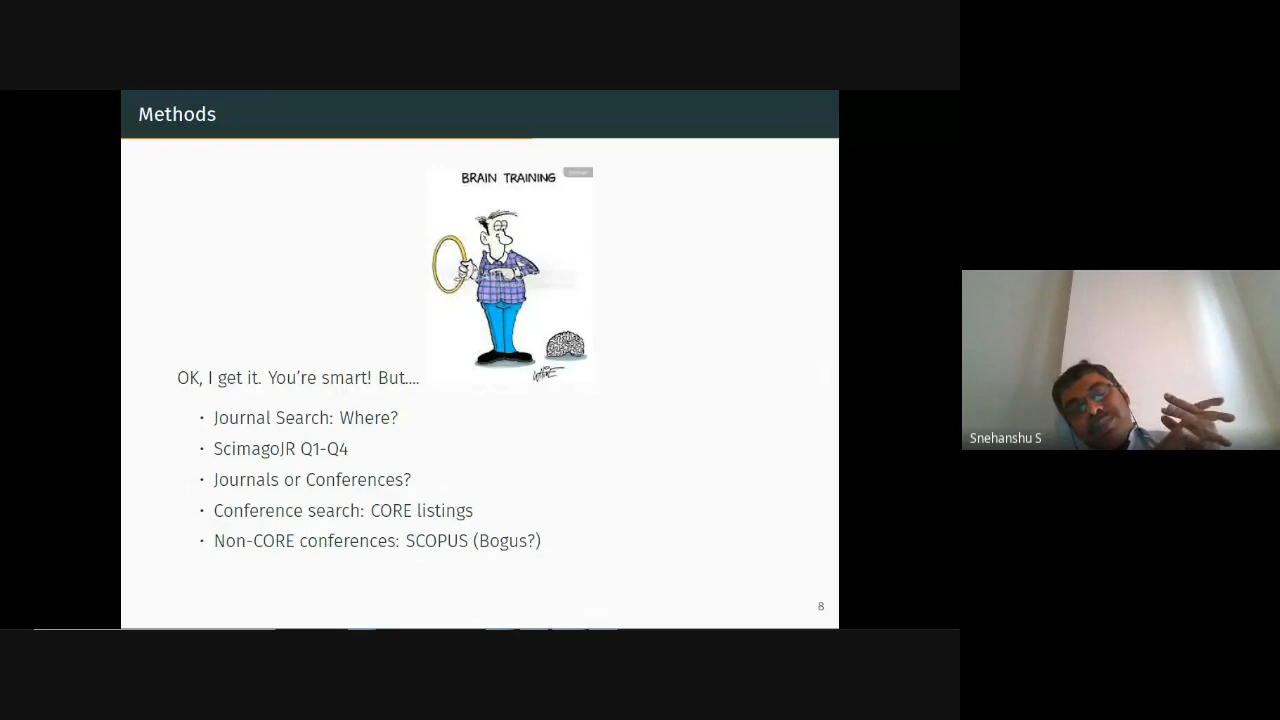 Methods
BRAIN TRAINING
OK, I get it. You're smart! But....
• Journal Search: Where?
• ScimagoJR Q1-Q4
• Journals or Conferences?
• Conference search: CORE listings
• Non-CORE conferences: SCOPUS (Bogus?)
8
Snehanshu S